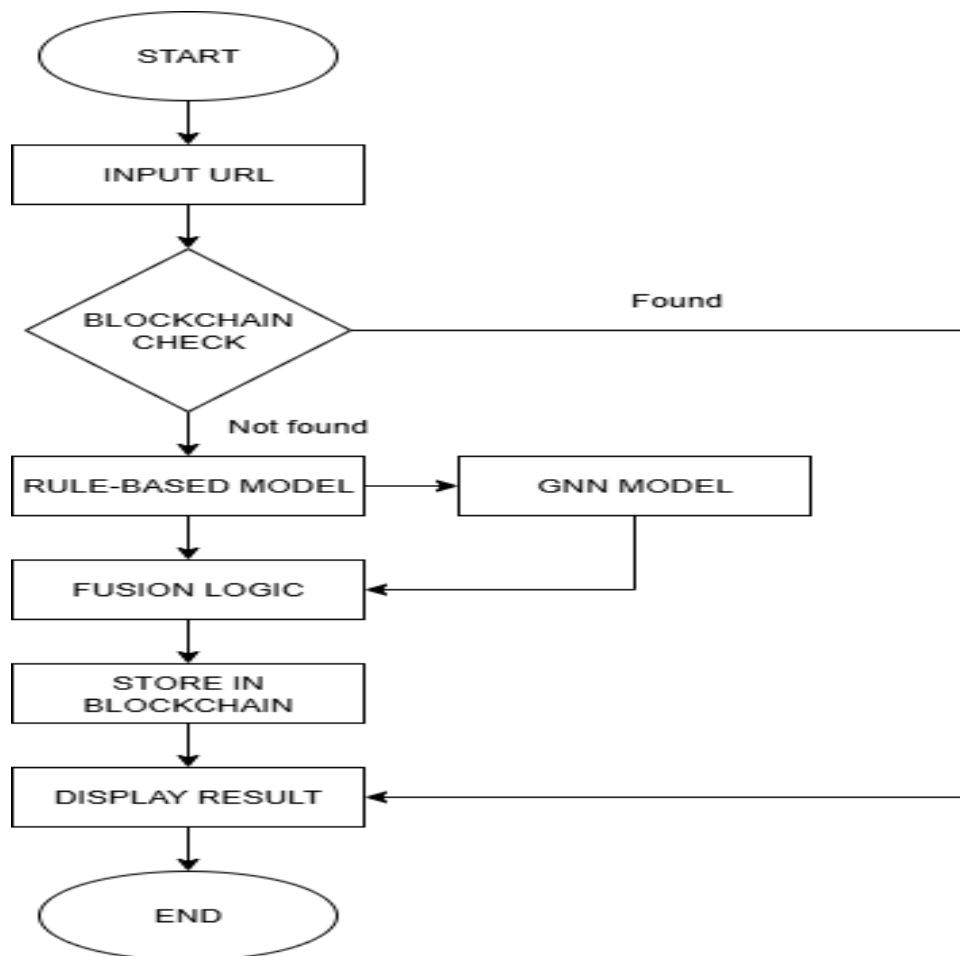 START
INPUT URL
Found
BLOCKCHAIN
CHECK
Not found
RULE-BASED MODEL
GNN MODEL
FUSION LOGIC
STORE IN
BLOCKCHAIN
DISPLAY RESULT
END